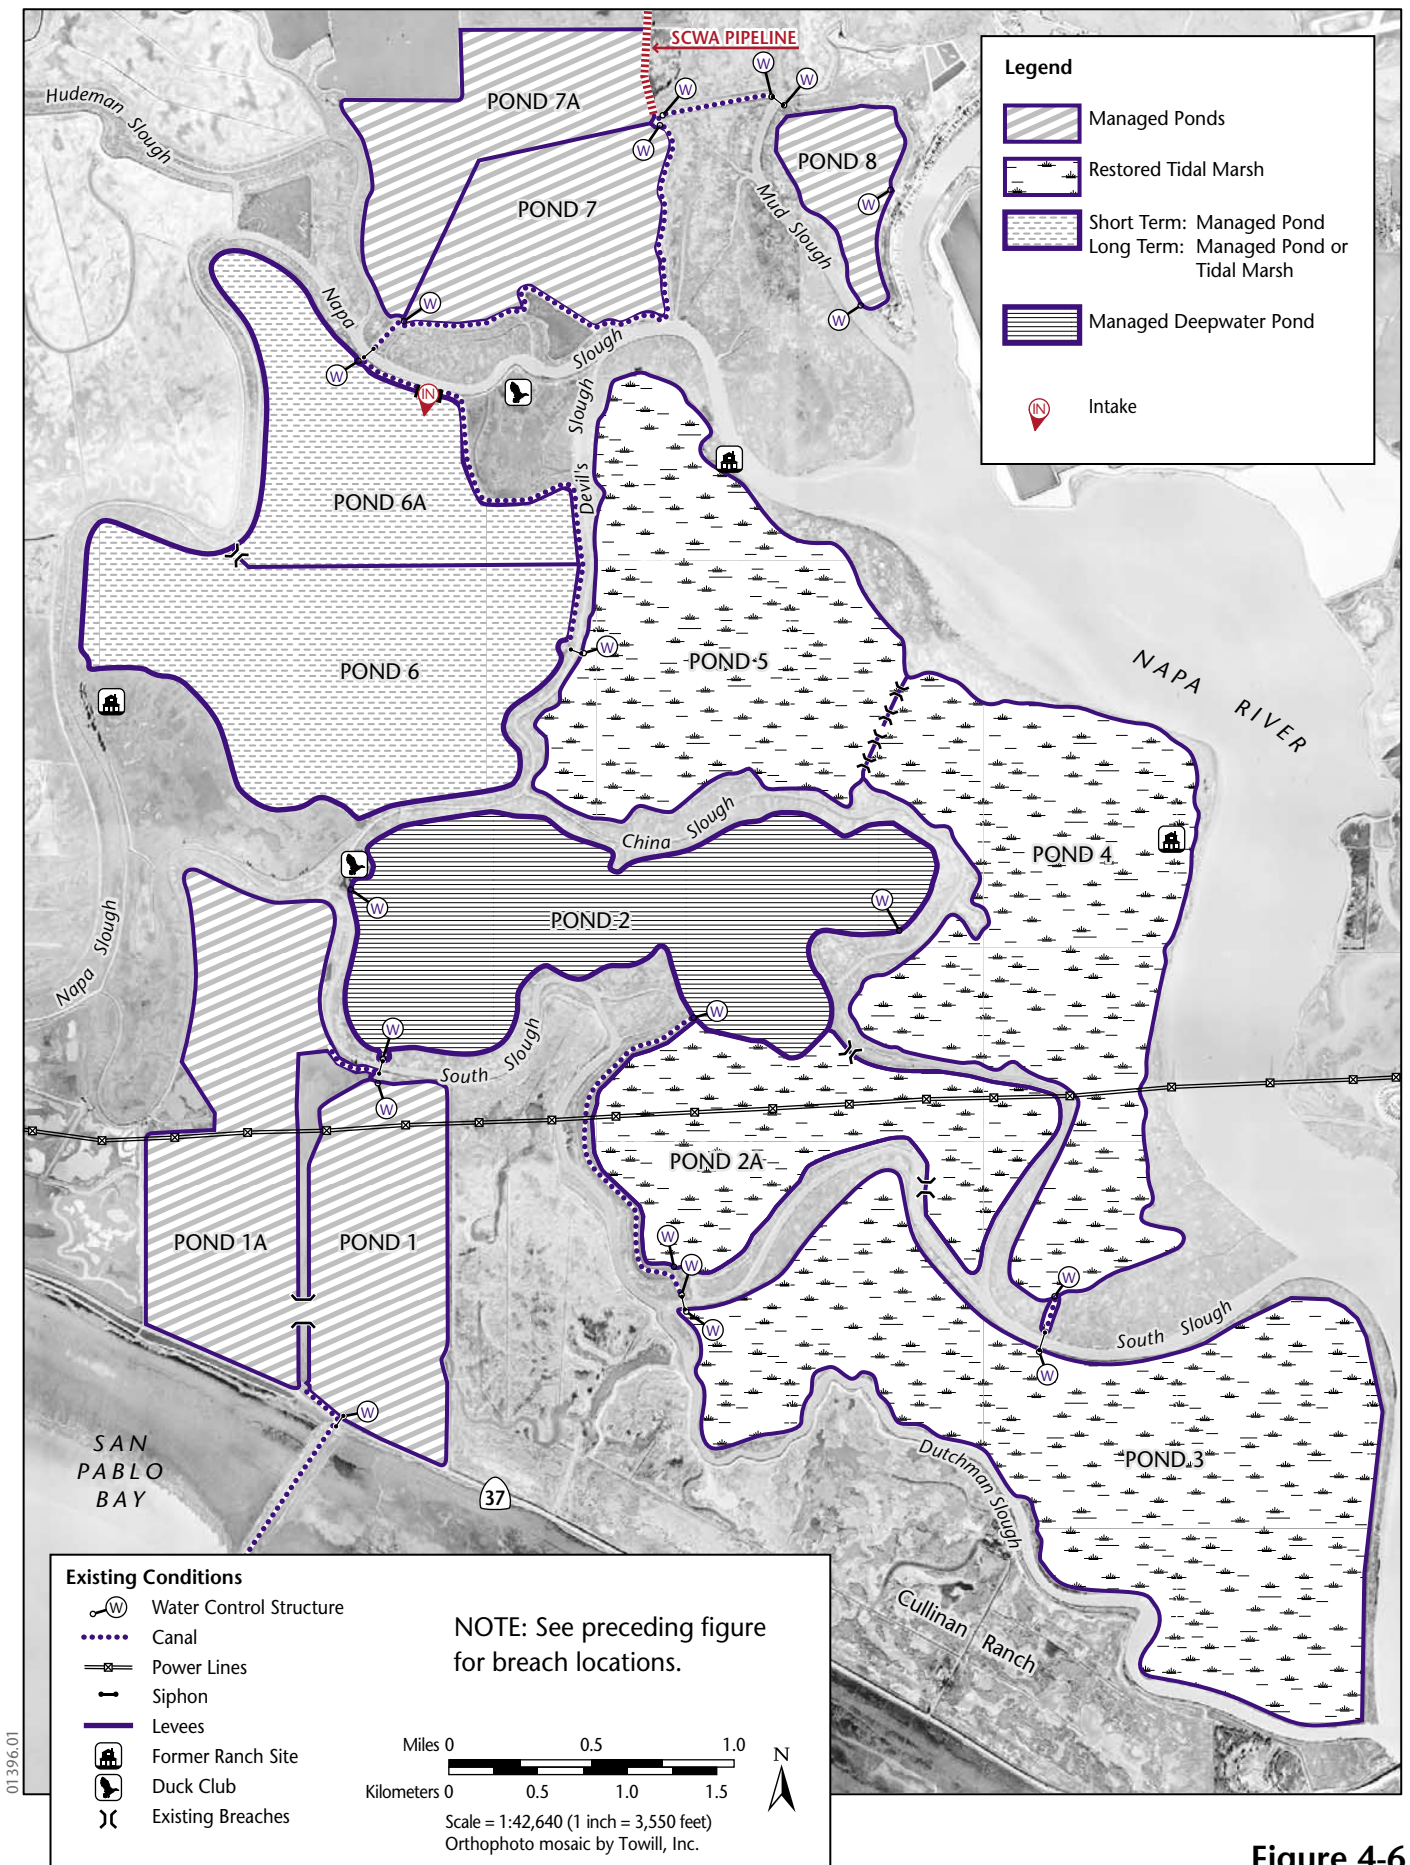 SCWA PIPELINE
Hudeman Slough
POND 7A
POND 7
POND 8
Mud Slough
W
W
W
W
W
W
W
W
Napa
Slough
IN
Devil's Slough
POND 6A
POND 6
W
POND 5
NAPA RIVER
China Slough
POND 4
POND 2
W
W
W
W
W
Napa Slough
South Slough
POND 2A
POND 1A
POND 1
W
W
W
W
W
W
South Slough
POND 3
Dutchman Slough
Cullinan Ranch
SAN
PABLO
BAY
37
Legend
Managed Ponds
Restored Tidal Marsh
Short Term: Managed Pond
Long Term: Managed Pond or
Tidal Marsh
Managed Deepwater Pond
IN Intake
Existing Conditions
W Water Control Structure
Canal
Power Lines
Siphon
Levees
Former Ranch Site
Duck Club
Existing Breaches
NOTE: See preceding figure
for breach locations.
Miles 0 0.5 1.0
Kilometers 0 0.5 1.0 1.5
Scale = 1:42,640 (1 inch = 3,550 feet)
Orthophoto mosaic by Towill, Inc.
N
01396.01
Figure 4-6